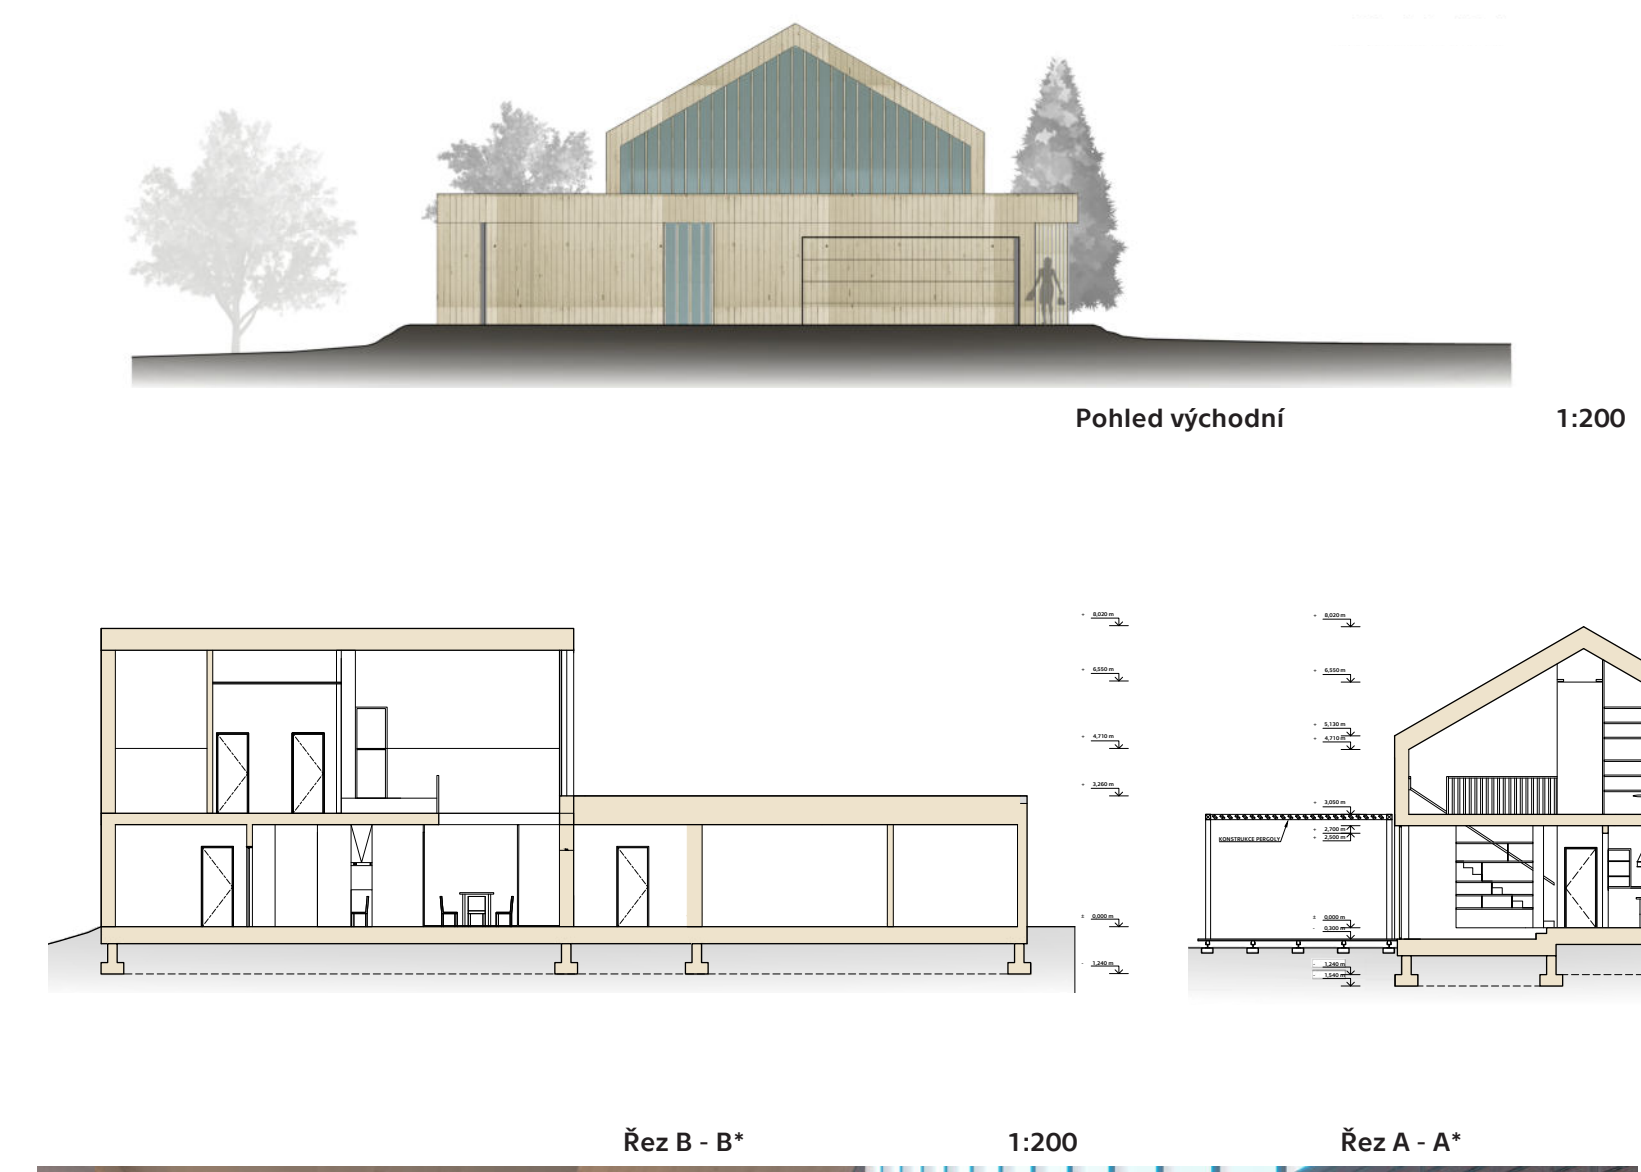 Pohled východní 1:200
+ 8,020 m
+ 6,550 m
+ 4,710 m
+ 3,260 m
± 0,000 m
- 1,240 m
+ 8,020 m
+ 6,550 m
+ 5,130 m
+ 4,710 m
+ 3,050 m
+ 2,700 m
+ 2,500 m
KONSTRUKCE PERGOLY
± 0,000 m
- 0,300 m
- 1,240 m
- 1,540 m
Řez B - B* 1:200
Řez A - A*